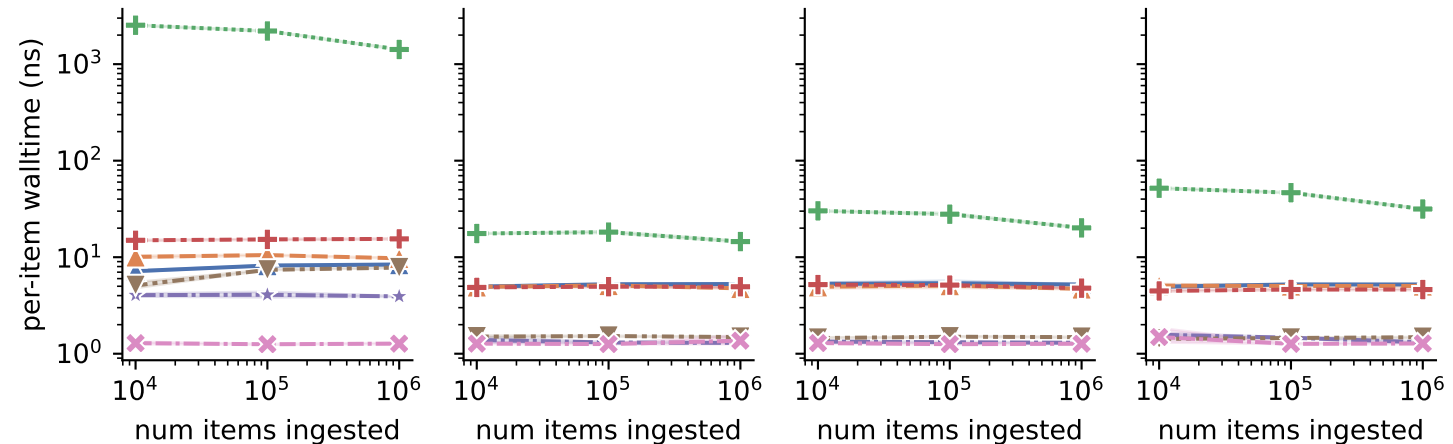 per-item walltime (ns)
10³
10²
10¹
10⁰
10⁴ 10⁵ 10⁶ 10⁴ 10⁵ 10⁶ 10⁴ 10⁵ 10⁶ 10⁴ 10⁵ 10⁶
num items ingested num items ingested num items ingested num items ingested